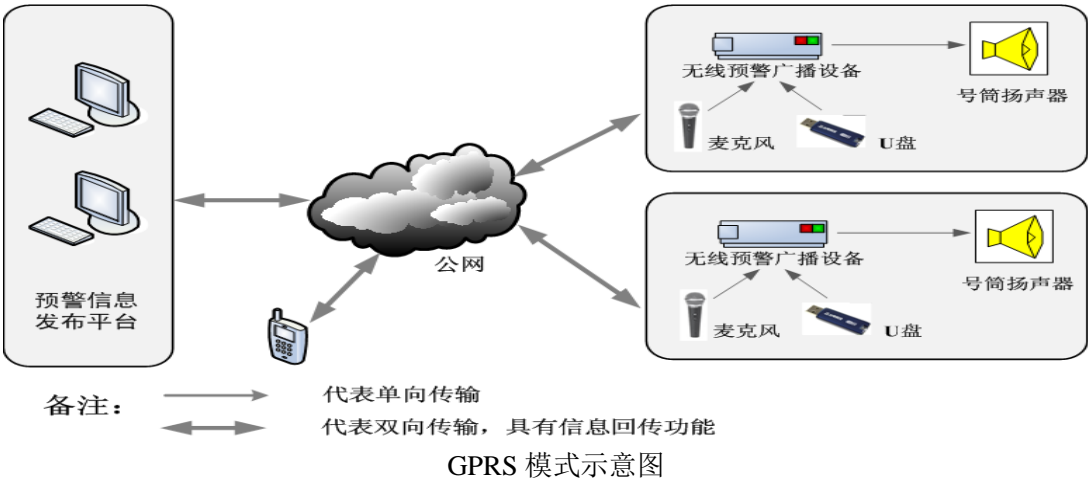 预警信息
发布平台
公网
无线预警广播设备
号筒扬声器
麦克风
U盘
无线预警广播设备
号筒扬声器
麦克风
U盘
备注：
代表单向传输
代表双向传输，具有信息回传功能
GPRS 模式示意图